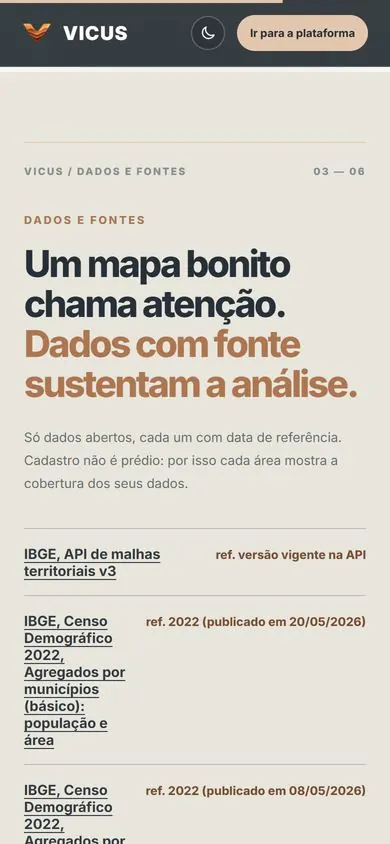 VICUS
Ir para a plataforma
VICUS / DADOS E FONTES
03 — 06
DADOS E FONTES
Um mapa bonito
chama atenção.
Dados com fonte
sustentam a análise.
Só dados abertos, cada um com data de referência.
Cadastro não é prédio: por isso cada área mostra a
cobertura dos seus dados.
IBGE, API de malhas
territoriais v3
ref. versão vigente na API
IBGE, Censo
Demográfico
2022,
Agregados por
municípios
(básico):
população e
área
ref. 2022 (publicado em 20/05/2026)
IBGE, Censo
Demográfico
2022,
Agregados por
ref. 2022 (publicado em 08/05/2026)